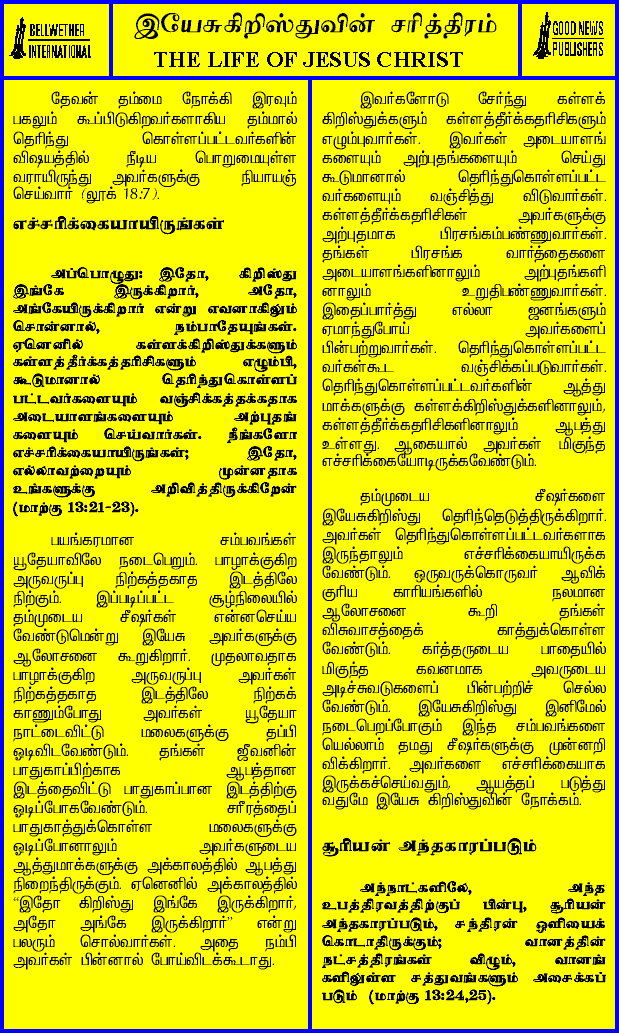 BELLWETHER
INTERNATIONAL
இயேசுகிறிஸ்துவின் சரித்திரம்
THE LIFE OF JESUS CHRIST
GOOD NEWS
PUBLISHERS
தேவன் தம்மை நோக்கி இரவும்
பகலும் கூப்பிடுகிறவர்களாகிய தம்மால்
தெரிந்து கொள்ளப்பட்டவர்களின்
விஷயத்தில் நீடிய பொறுமையுள்ள
வராயிருந்து அவர்களுக்கு நியாயஞ்
செய்வார் (லூக் 18:7).
எச்சரிக்கையாயிருங்கள்
அப்பொழுது: இதோ, கிறிஸ்து
இங்கே இருக்கிறார், அதோ,
அங்கேயிருக்கிறார் என்று எவனாகிலும்
சொன்னால், நம்பாதேயுங்கள்.
ஏனெனில் கள்ளக்கிறிஸ்துக்களும்
கள்ளத்தீர்க்கத்தரிசிகளும் எழும்பி,
கூடுமானால் தெரிந்துகொள்ளப்
பட்டவர்களையும் வஞ்சிக்கத்தக்கதாக
அடையாளங்களையும் அற்புதங்
களையும் செய்வார்கள். நீங்களோ
எச்சரிக்கையாயிருங்கள்; இதோ,
எல்லாவற்றையும் முன்னதாக
உங்களுக்கு அறிவித்திருக்கிறேன்
(மாற்கு 13:21-23).
பயங்கரமான சம்பவங்கள்
யூதேயாவிலே நடைபெறும். பாழாக்குகிற
அருவருப்பு நிற்கத்தகாத இடத்திலே
நிற்கும். இப்படிப்பட்ட சூழ்நிலையில்
தம்முடைய சீஷர்கள் என்னசெய்ய
வேண்டுமென்று இயேசு அவர்களுக்கு
ஆலோசனை கூறுகிறார். முதலாவதாக
பாழாக்குகிற அருவருப்பு அவர்கள்
நிற்கத்தகாத இடத்திலே நிற்கக்
காணும்போது அவர்கள் யூதேயா
நாட்டைவிட்டு மலைகளுக்கு தப்பி
ஓடிவிடவேண்டும். தங்கள் ஜீவனின்
பாதுகாப்பிற்காக ஆபத்தான
இடத்தைவிட்டு பாதுகாப்பான இடத்திற்கு
ஓடிப்போகவேண்டும். சரீரத்தைப்
பாதுகாத்துக்கொள்ள மலைகளுக்கு
ஓடிப்போனாலும் அவர்களுடைய
ஆத்துமாக்களுக்கு அக்காலத்தில் ஆபத்து
நிறைந்திருக்கும். ஏனெனில் அக்காலத்தில்
“இதோ கிறிஸ்து இங்கே இருக்கிறார்,
அதோ அங்கே இருக்கிறார்” என்று
பலரும் சொல்வார்கள். அதை நம்பி
அவர்கள் பின்னால் போய்விடக்கூடாது.
இவர்களோடு சேர்ந்து கள்ளக்
கிறிஸ்துக்களும் கள்ளத்தீர்க்கதரிசிகளும்
எழும்புவார்கள். இவர்கள் அடையாளங்
களையும் அற்புதங்களையும் செய்து
கூடுமானால் தெரிந்துகொள்ளப்பட்ட
வர்களையும் வஞ்சித்து விடுவார்கள்.
கள்ளத்தீர்க்கதரிசிகள் அவர்களுக்கு
அற்புதமாக பிரசங்கம்பண்ணுவார்கள்.
தங்கள் பிரசங்க வார்த்தைகளை
அடையாளங்களினாலும் அற்புதங்களி
னாலும் உறுதிபண்ணுவார்கள்.
இதைப்பார்த்து எல்லா ஜனங்களும்
ஏமாந்துபோய் அவர்களைப்
பின்பற்றுவார்கள். தெரிந்துகொள்ளப்பட்ட
வர்கள்கூட வஞ்சிக்கப்படுவார்கள்.
தெரிந்துகொள்ளப்பட்டவர்களின் ஆத்து
மாக்களுக்கு கள்ளக்கிறிஸ்துக்களினாலும்,
கள்ளத்தீர்க்கதரிசிகளினாலும் ஆபத்து
உள்ளது. ஆகையால் அவர்கள் மிகுந்த
எச்சரிக்கையோடிருக்கவேண்டும்.
தம்முடைய சீஷர்களை
இயேசுகிறிஸ்து தெரிந்தெடுத்திருக்கிறார்.
அவர்கள் தெரிந்துகொள்ளப்பட்டவர்களாக
இருந்தாலும் எச்சரிக்கையாயிருக்க
வேண்டும். ஒருவருக்கொருவர் ஆவிக்
குரிய காரியங்களில் நலமான
ஆலோசனை கூறி தங்கள்
விசுவாசத்தைக் காத்துக்கொள்ள
வேண்டும். கர்த்தருடைய பாதையில்
மிகுந்த கவனமாக அவருடைய
அடிச்சுவடுகளைப் பின்பற்றிச் செல்ல
வேண்டும். இயேசுகிறிஸ்து இனிமேல்
நடைபெறப்போகும் இந்த சம்பவங்களை
யெல்லாம் தமது சீஷர்களுக்கு முன்னறி
விக்கிறார். அவர்களை எச்சரிக்கையாக
இருக்கச்செய்வதும், ஆயத்தப் படுத்து
வதுமே இயேசு கிறிஸ்துவின் நோக்கம்.
சூரியன் அந்தகாரப்படும்
அந்நாட்களிலே, அந்த
உபத்திரவத்திற்குப் பின்பு, சூரியன்
அந்தகாரப்படும், சந்திரன் ஒளியைக்
கொடாதிருக்கும்; வானத்தின்
நட்சத்திரங்கள் விழும், வானங்
களிலுள்ள சத்துவங்களும் அசைக்கப்
படும் (மாற்கு 13:24,25).